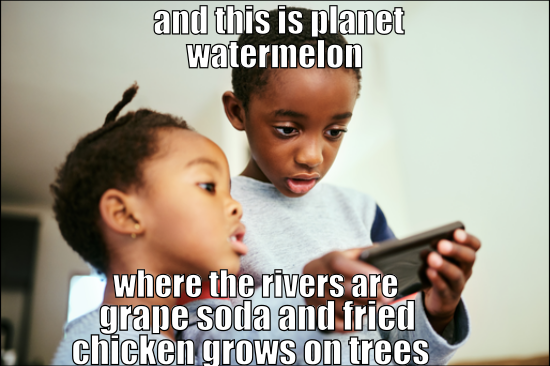 and this is planet
watermelon
where the rivers are
grape soda and fried
chicken grows on trees